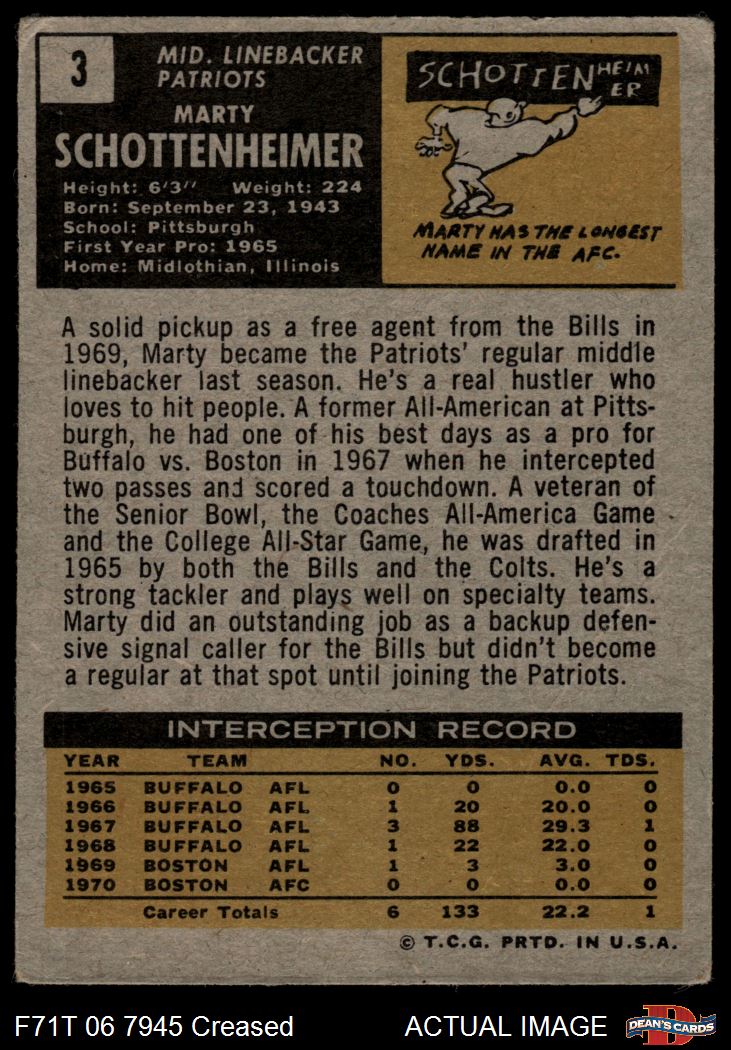 3
MID. LINEBACKER
PATRIOTS
MARTY
SCHOTTENHEIMER
Height: 6'3" Weight: 224
Born: September 23, 1943
School: Pittsburgh
First Year Pro: 1965
Home: Midlothian, Illinois
SCHOTTENHEIM
ER
MARTY HAS THE LONGEST
NAME IN THE AFC.
A solid pickup as a free agent from the Bills in
1969, Marty became the Patriots' regular middle
linebacker last season. He's a real hustler who
loves to hit people. A former All-American at Pitts-
burgh, he had one of his best days as a pro for
Buffalo vs. Boston in 1967 when he intercepted
two passes and scored a touchdown. A veteran of
the Senior Bowl, the Coaches All-America Game
and the College All-Star Game, he was drafted in
1965 by both the Bills and the Colts. He's a
strong tackler and plays well on specialty teams.
Marty did an outstanding job as a backup defen-
sive signal caller for the Bills but didn't become
a regular at that spot until joining the Patriots.
INTERCEPTION RECORD
YEAR TEAM NO. YDS. AVG. TDS.
1965 BUFFALO AFL 0 0 0.0 0
1966 BUFFALO AFL 1 20 20.0 0
1967 BUFFALO AFL 3 88 29.3 1
1968 BUFFALO AFL 1 22 22.0 0
1969 BOSTON AFL 1 3 3.0 0
1970 BOSTON AFC 0 0 0.0 0
Career Totals 6 133 22.2 1
© T.C.G. PRTD. IN U.S.A.
F71T 06 7945 Creased ACTUAL IMAGE
D
DEAN'S CARDS